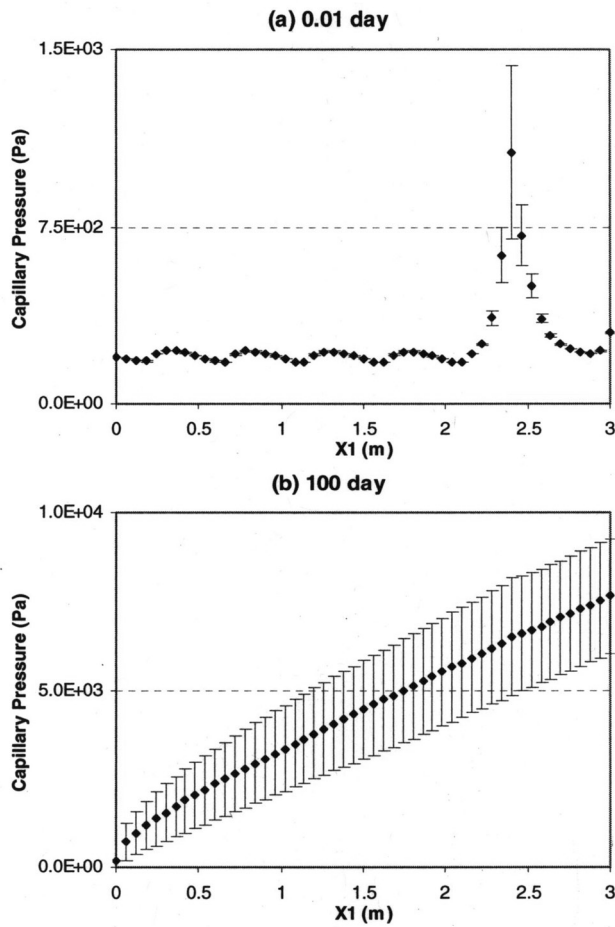 (a) 0.01 day
1.5E+03
7.5E+02
0.0E+00
Capillary Pressure (Pa)
0 0.5 1 1.5 2 2.5 3
X1 (m)
(b) 100 day
1.0E+04
5.0E+03
0.0E+00
Capillary Pressure (Pa)
0 0.5 1 1.5 2 2.5 3
X1 (m)